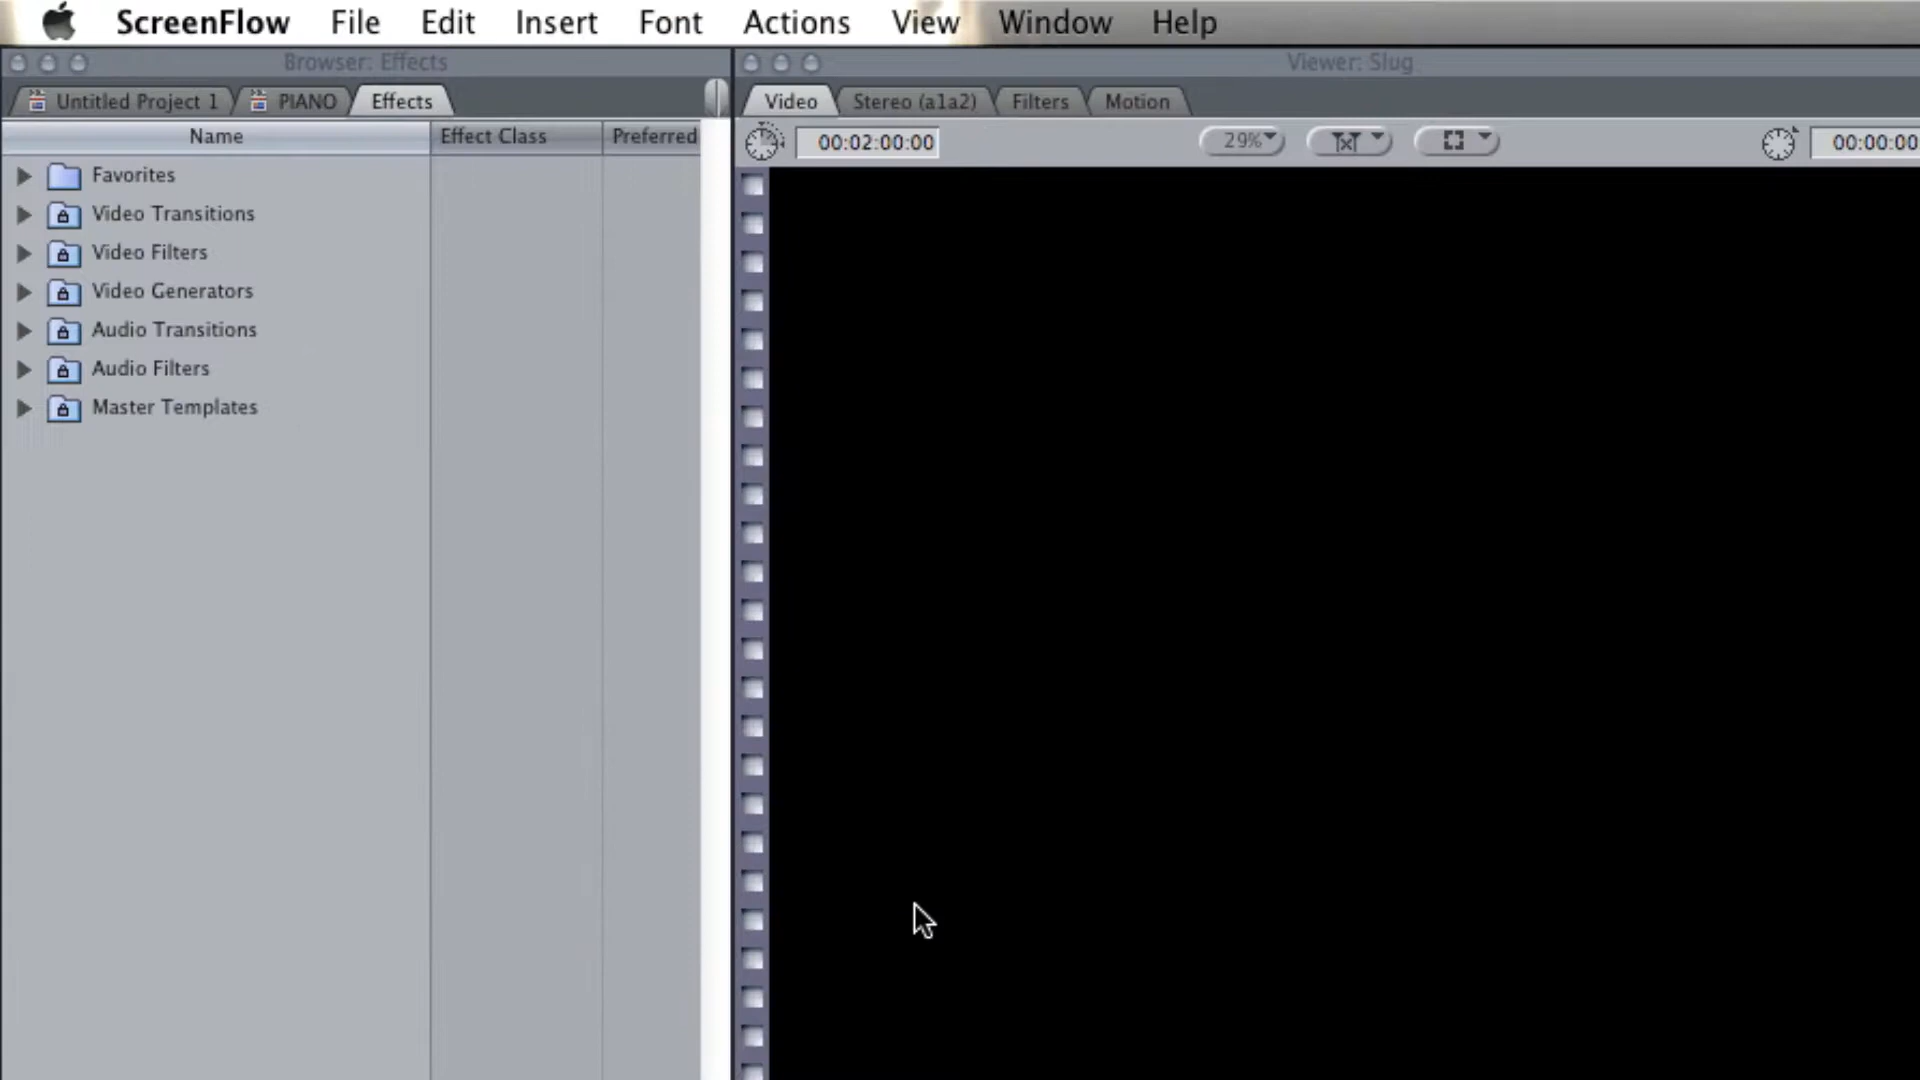 ScreenFlow File Edit Insert Font Actions View Window Help
Browser: Effects
Viewer: Slug
Untitled Project 1 PIANO Effects
Video Stereo (a1a2) Filters Motion
Name Effect Class Preferred
00:02:00:00 29% 00:00:00
Favorites
Video Transitions
Video Filters
Video Generators
Audio Transitions
Audio Filters
Master Templates